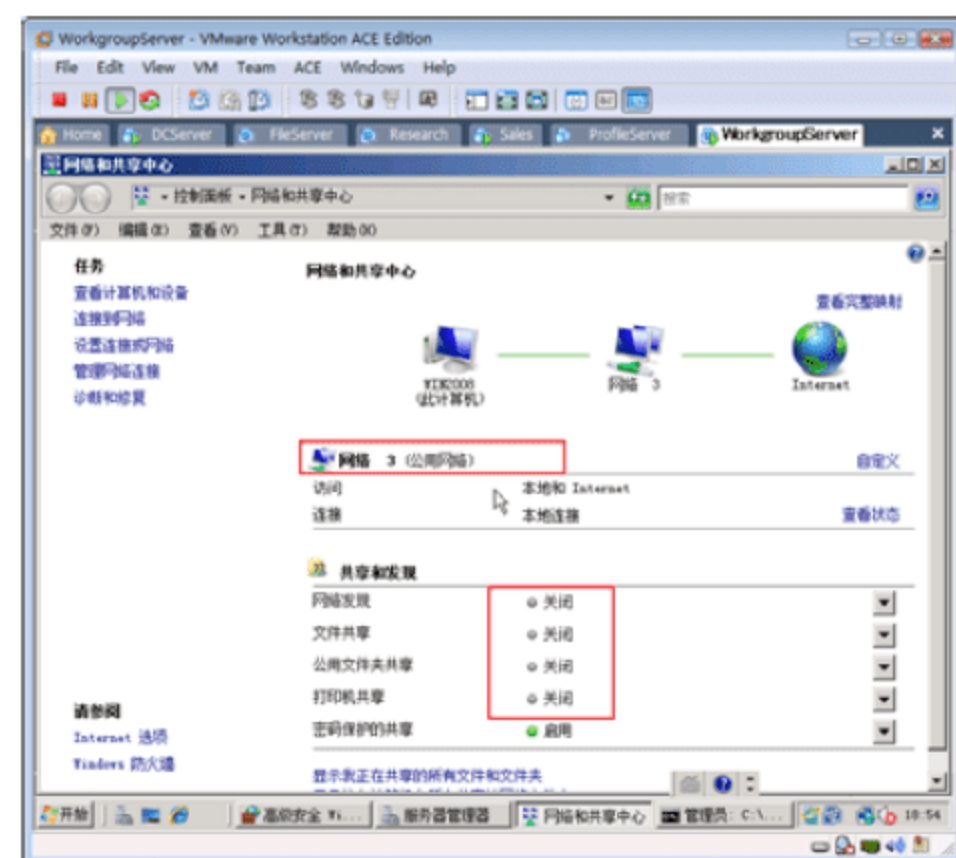 WorkgroupServer - VMware Workstation ACE Edition
File Edit View VM Team ACE Windows Help
Home DCServer FileServer Research Sales ProfileServer WorkgroupServer
网络和共享中心
控制面板 网络和共享中心 搜索
文件(F) 编辑(E) 查看(V) 工具(T) 帮助(H)
任务
查看计算机和设备
连接到网络
设置连接或网络
管理网络连接
诊断和修复
网络和共享中心
查看完整映射
WIN2008
(此计算机)
网络 3
Internet
网络 3 (公用网络)
自定义
访问 本地和 Internet
连接 本地连接 查看状态
共享和发现
网络发现 关闭
文件共享 关闭
公用文件夹共享 关闭
打印机共享 关闭
密码保护的共享 启用
请参阅
Internet 选项
Windows 防火墙
显示我正在共享的所有文件和文件夹
开始 高级安全 Wi... 服务器管理器 网络和共享中心 管理员: C:\... 18:54